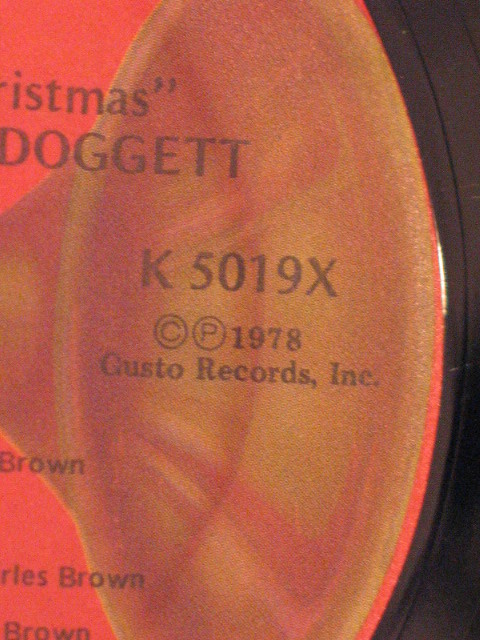 ristmas"
DOGGETT
K 5019X
©℗1978
Gusto Records, Inc.
Brown
rles Brown
Brown